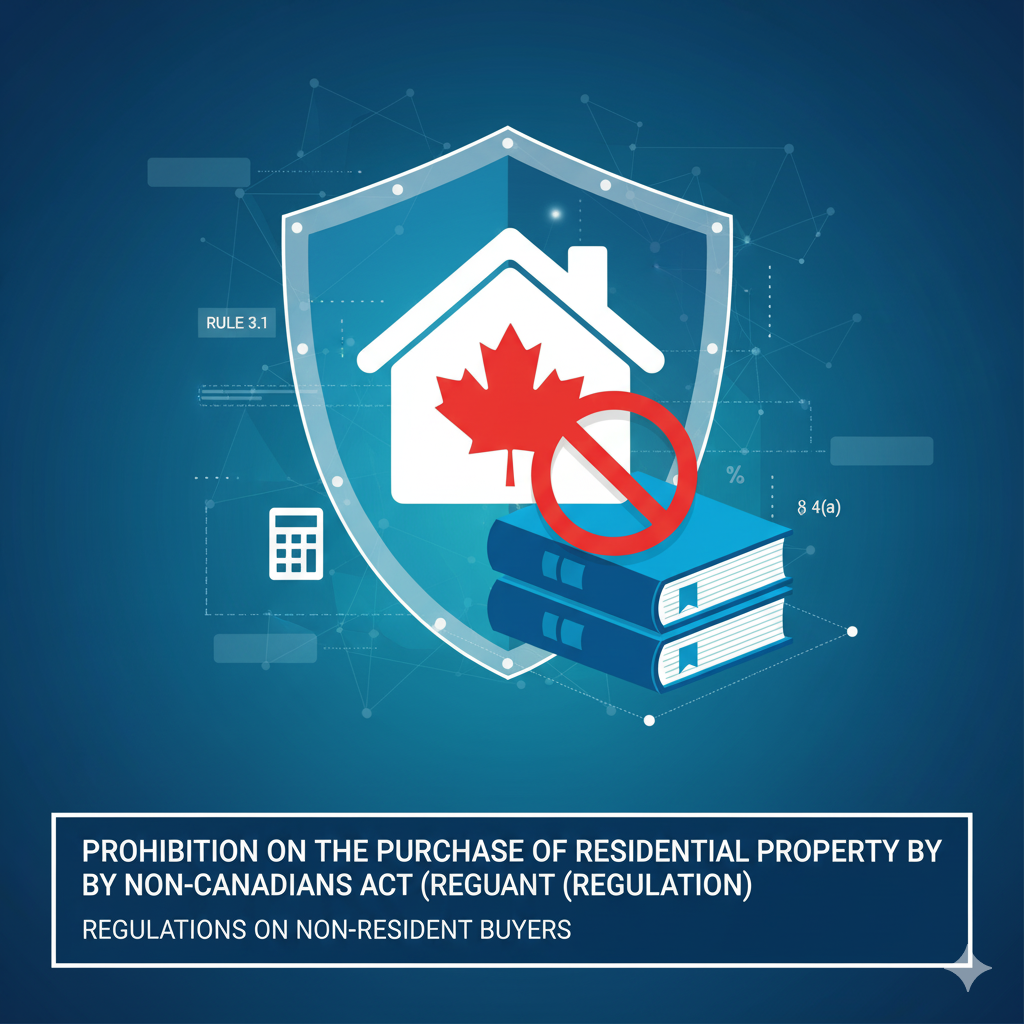 RULE 3.1
%
8 4(a)
PROHIBITION ON THE PURCHASE OF RESIDENTIAL PROPERTY BY
BY NON-CANADIANS ACT (REGUANT (REGULATION)
REGULATIONS ON NON-RESIDENT BUYERS